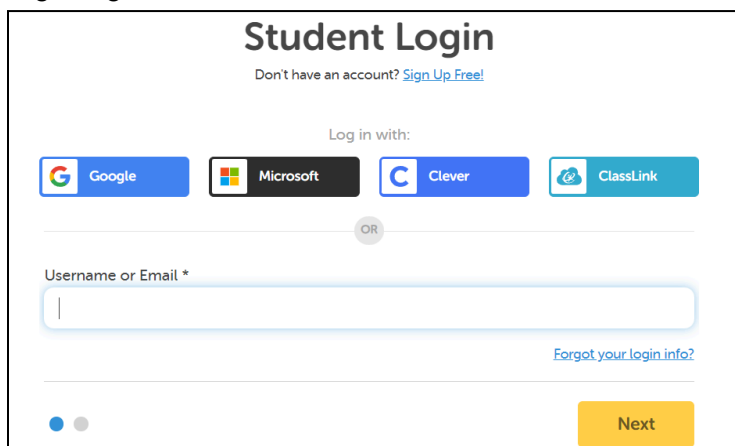 Student Login
Don't have an account? Sign Up Free!
Log in with:
Google Microsoft Clever ClassLink
OR
Username or Email *
Forgot your login info?
Next